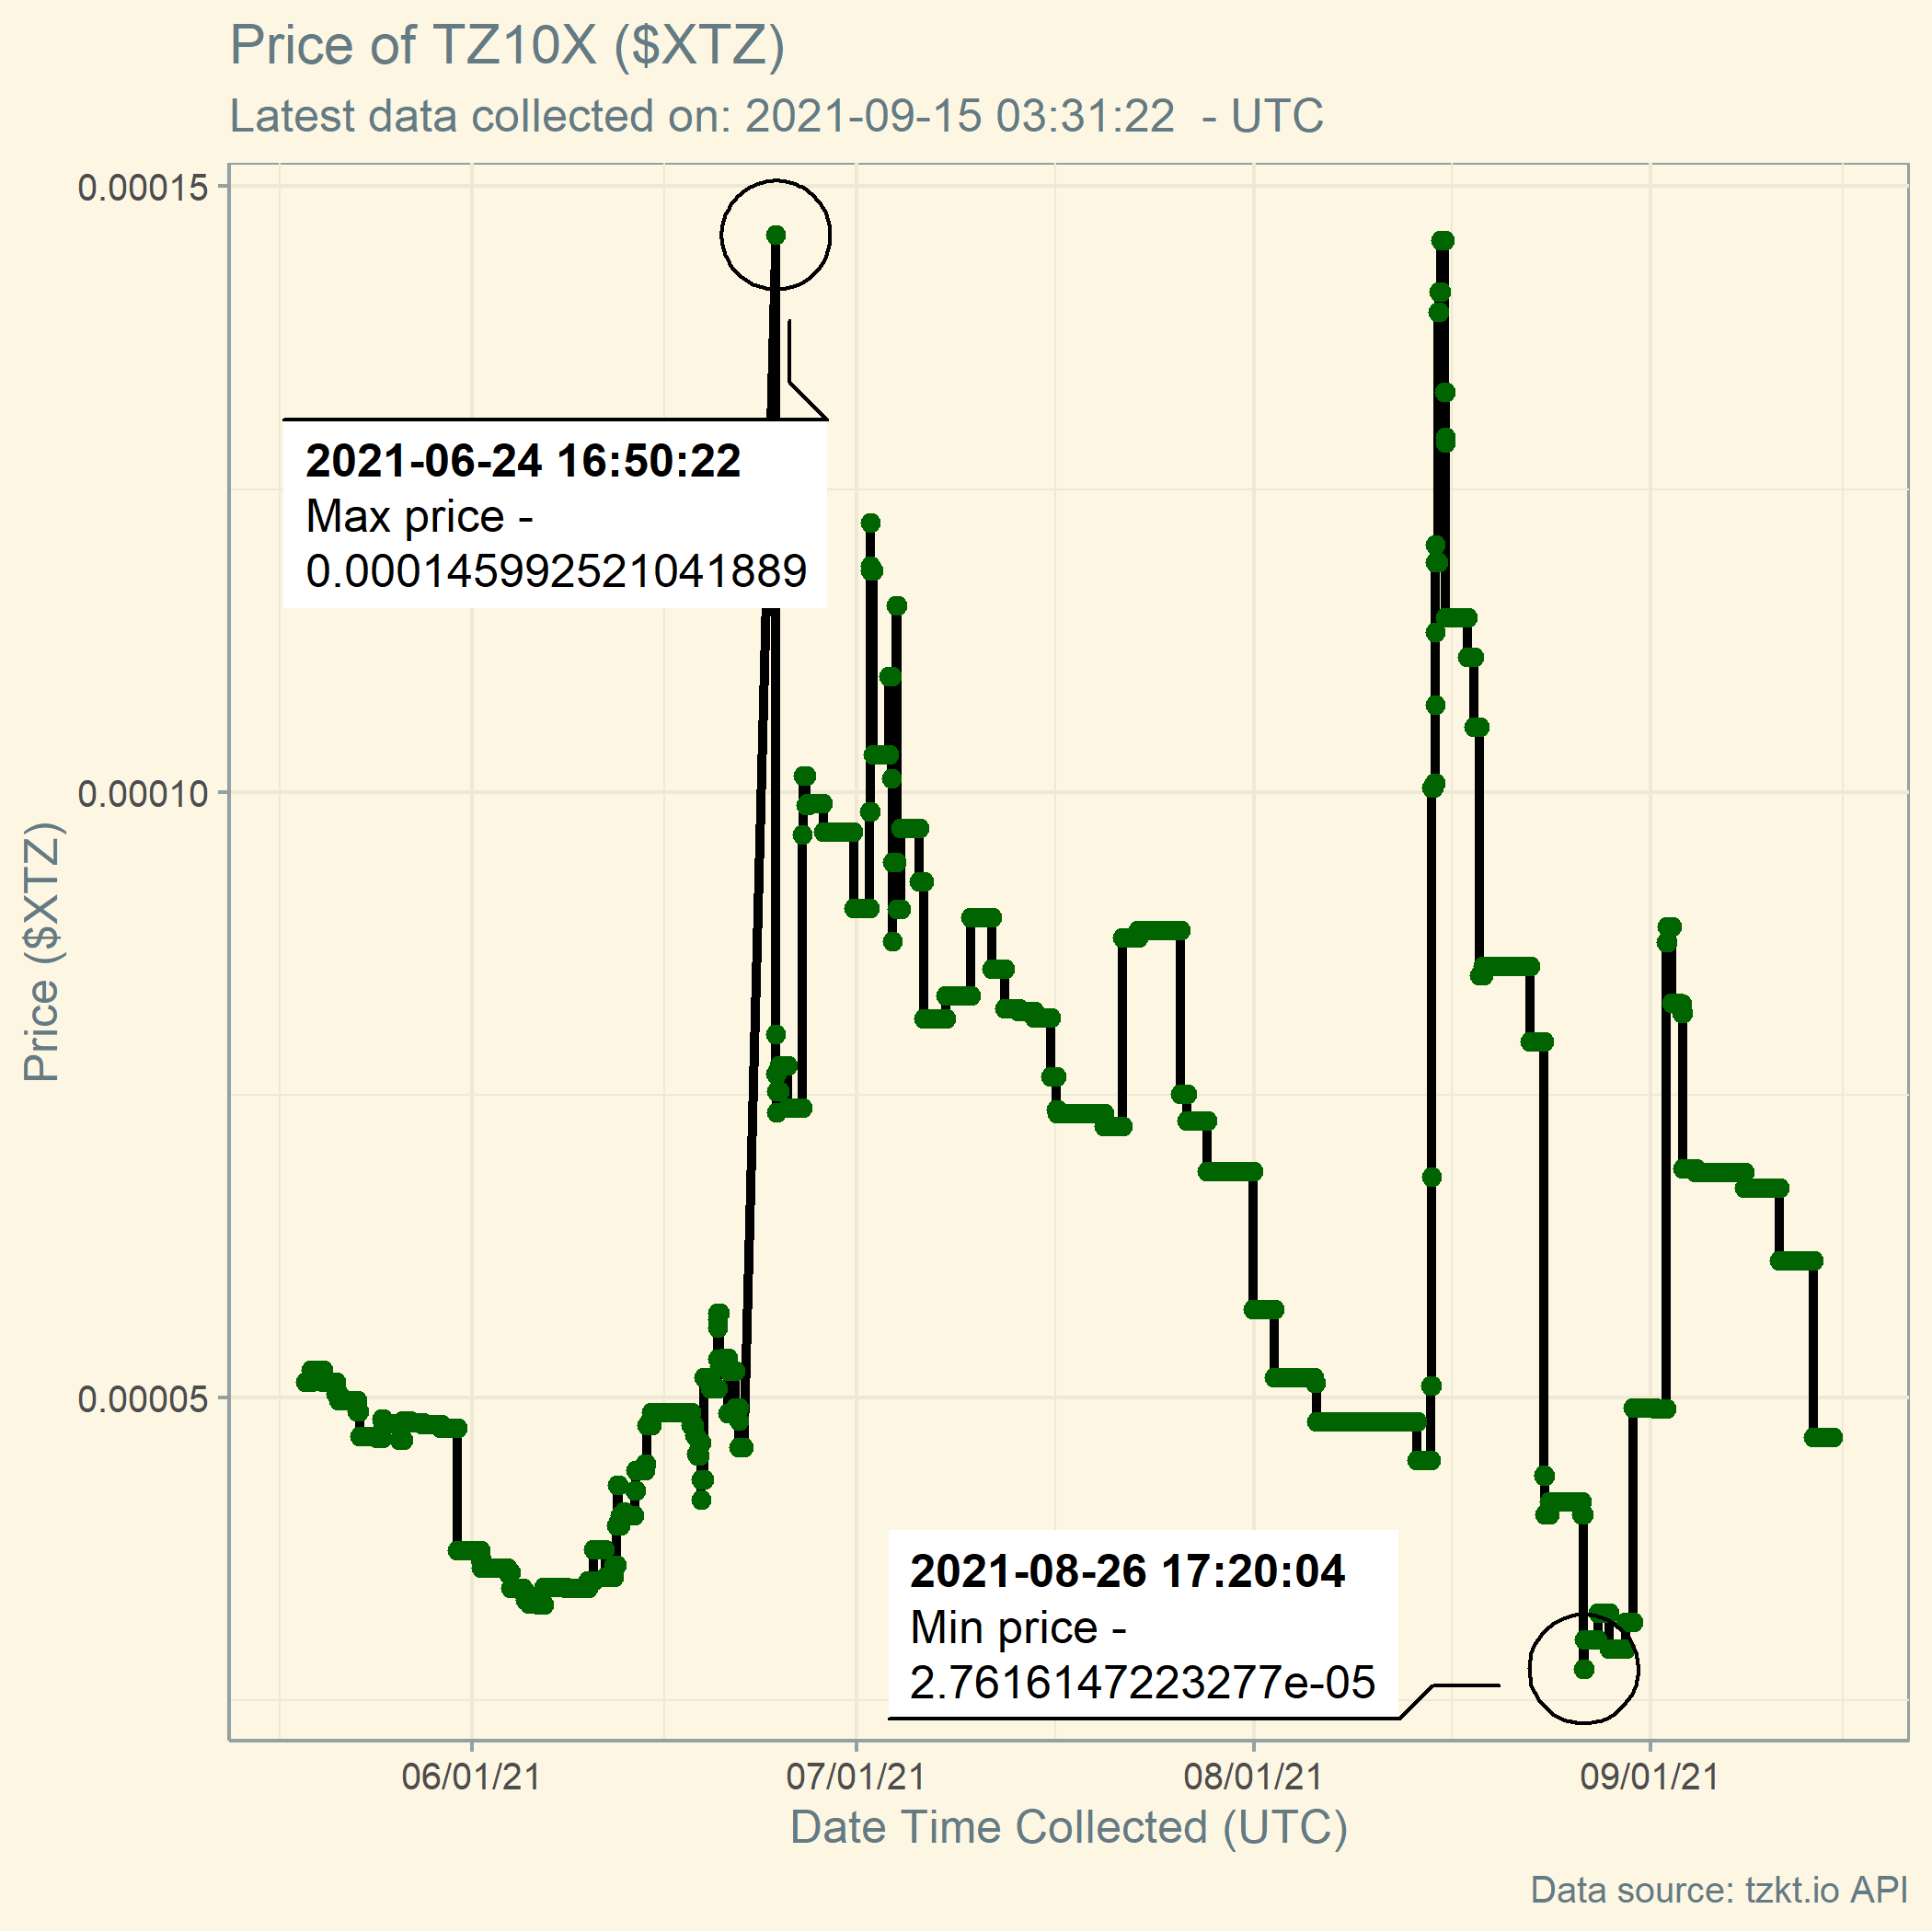 Price of TZ10X ($XTZ)
Latest data collected on: 2021-09-15 03:31:22  - UTC
0.00015
0.00010
0.00005
Price ($XTZ)
2021-06-24 16:50:22
Max price -
0.000145992521041889
2021-08-26 17:20:04
Min price -
2.7616147223277e-05
06/01/21
07/01/21
08/01/21
09/01/21
Date Time Collected (UTC)
Data source: tzkt.io API